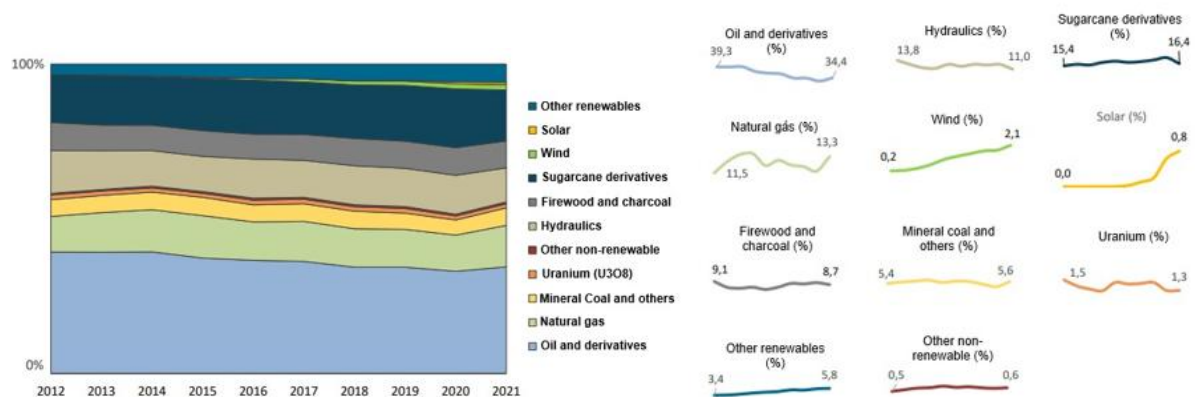 100%
0%
2012 2013 2014 2015 2016 2017 2018 2019 2020 2021
Other renewables
Solar
Wind
Sugarcane derivatives
Firewood and charcoal
Hydraulics
Other non-renewable
Uranium (U3O8)
Mineral Coal and others
Natural gas
Oil and derivatives
Oil and derivatives
(%)
39,3
34,4
Hydraulics (%)
13,8
11,0
Sugarcane derivatives
(%)
15,4
16,4
Natural gás (%)
11,5
13,3
Wind (%)
0,2
2,1
Solar (%)
0,0
0,8
Firewood and
charcoal (%)
9,1
8,7
Mineral coal and
others (%)
5,4
5,6
Uranium (%)
1,5
1,3
Other renewables
(%)
3,4
5,8
Other non-
renewable (%)
0,5
0,6